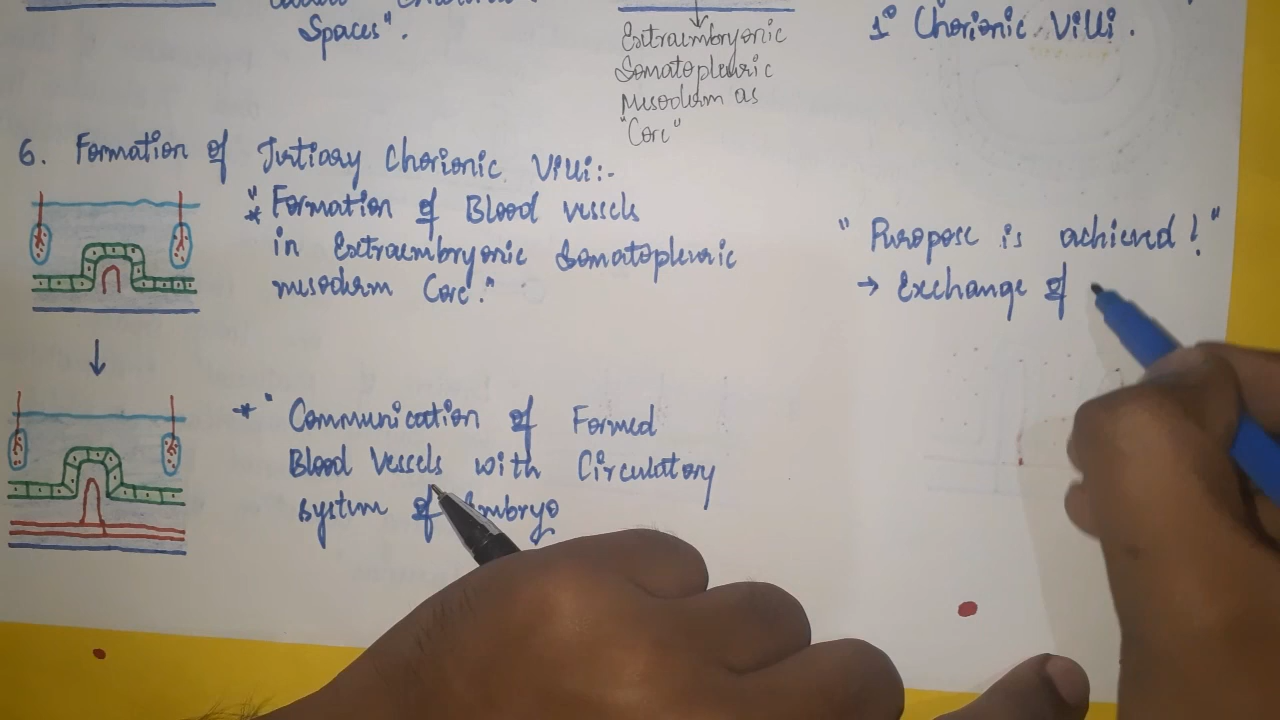 Spaces".
Extraembryonic
Somatopleuric
mesoderm as
"Core"
1° Chorionic Villi.
6. Formation of Tertiary Chorionic Villi:-
* "Formation of Blood vessels
in Extraembryonic Somatopleuric
mesoderm Core."
* " Communication of Formed
Blood Vessels with Circulatory
system of Embryo
" Puropose is achieved! "
→ Exchange of